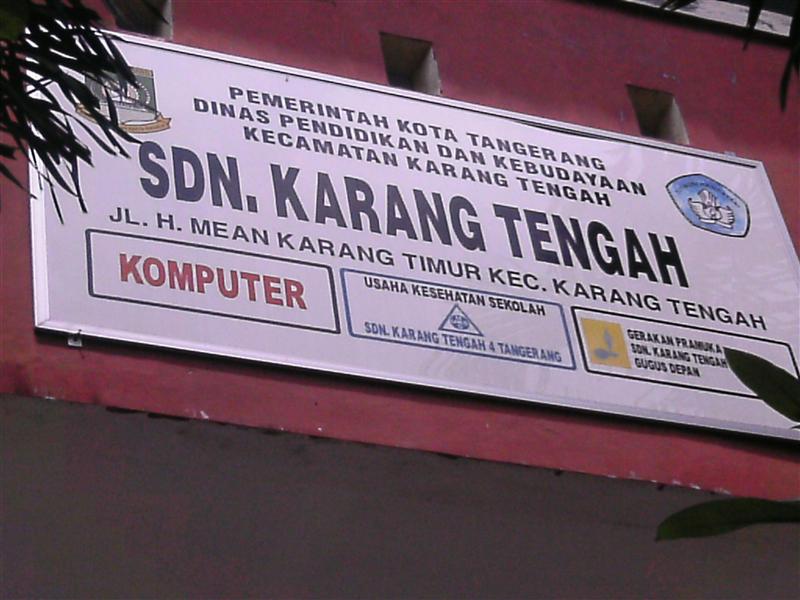 PEMERINTAH KOTA TANGERANG
DINAS PENDIDIKAN DAN KEBUDAYAAN
KECAMATAN KARANG TENGAH
SDN. KARANG TENGAH
JL. H. MEAN KARANG TIMUR KEC. KARANG TENGAH
KOMPUTER
USAHA KESEHATAN SEKOLAH
SDN. KARANG TENGAH 4 TANGERANG
GERAKAN PRAMUKA
SDN. KARANG TENGAH
GUGUS DEPAN